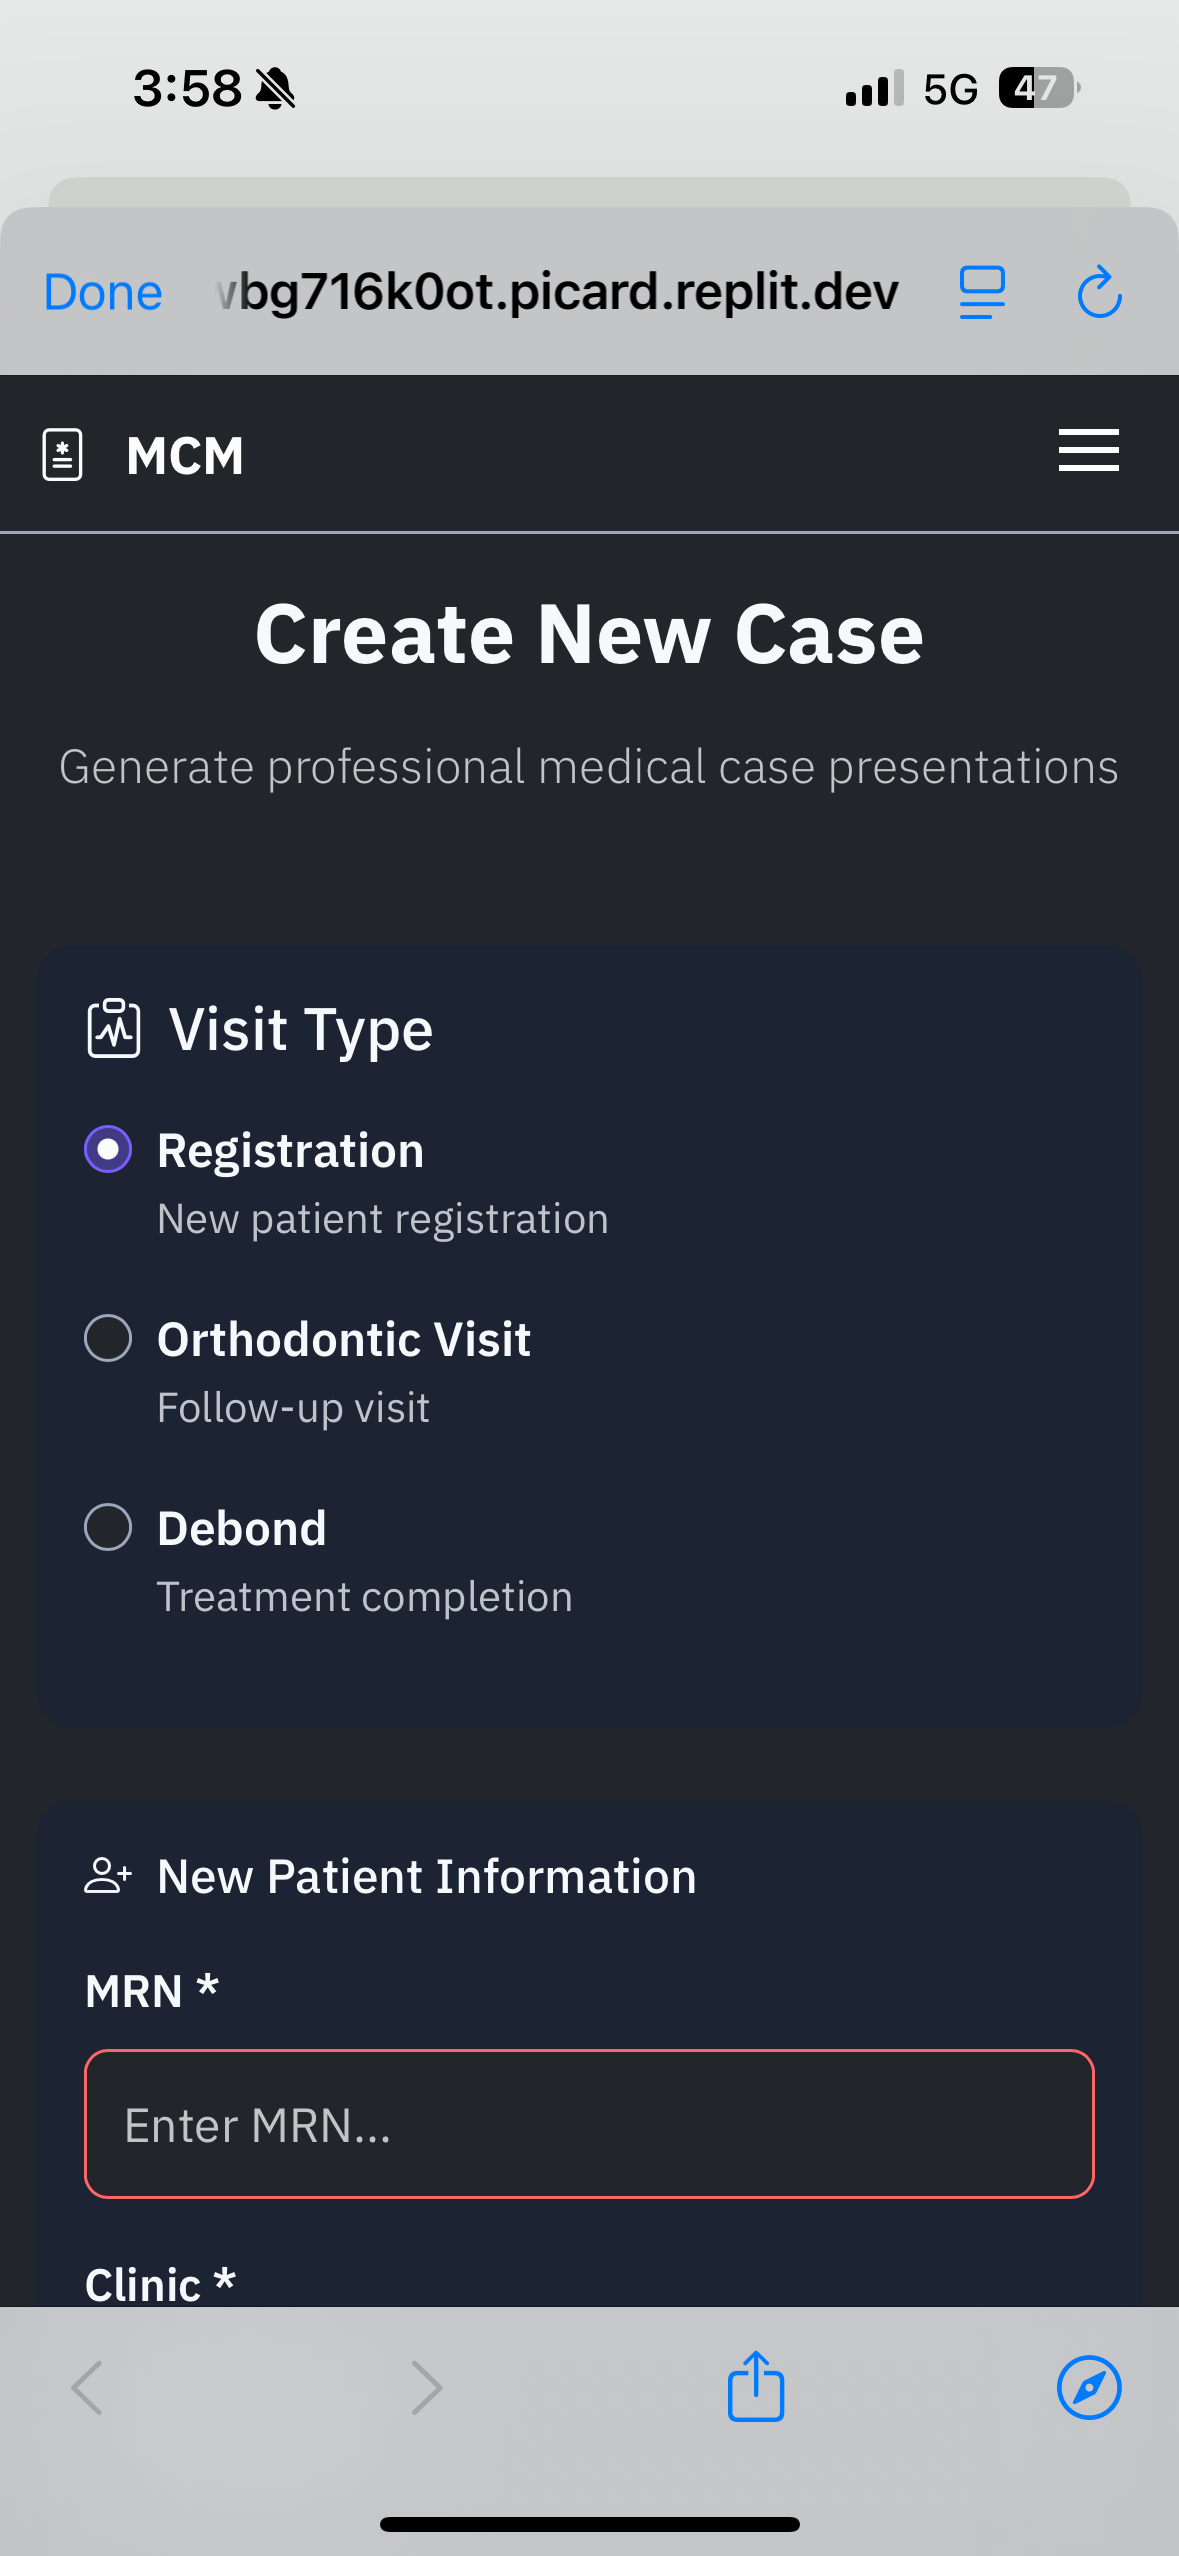 3:58 5G 47
Done bg716k0ot.picard.replit.dev
MCM
Create New Case
Generate professional medical case presentations
Visit Type
Registration
New patient registration
Orthodontic Visit
Follow-up visit
Debond
Treatment completion
New Patient Information
MRN *
Enter MRN...
Clinic *